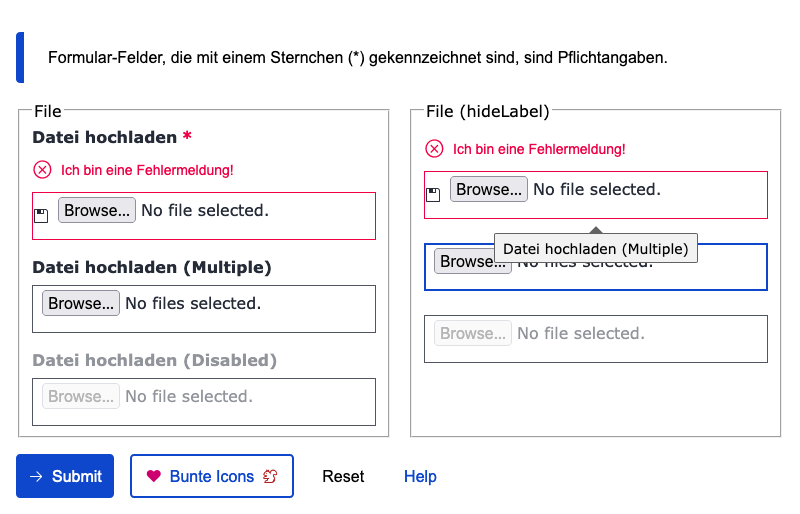 Formular-Felder, die mit einem Sternchen (*) gekennzeichnet sind, sind Pflichtangaben.
File
Datei hochladen *
Ich bin eine Fehlermeldung!
Browse... No file selected.
Datei hochladen (Multiple)
Browse... No files selected.
Datei hochladen (Disabled)
Browse... No file selected.
File (hideLabel)
Ich bin eine Fehlermeldung!
Browse... No file selected.
Datei hochladen (Multiple)
Browse... No files selected.
Browse... No file selected.
Submit
Bunte Icons
Reset
Help